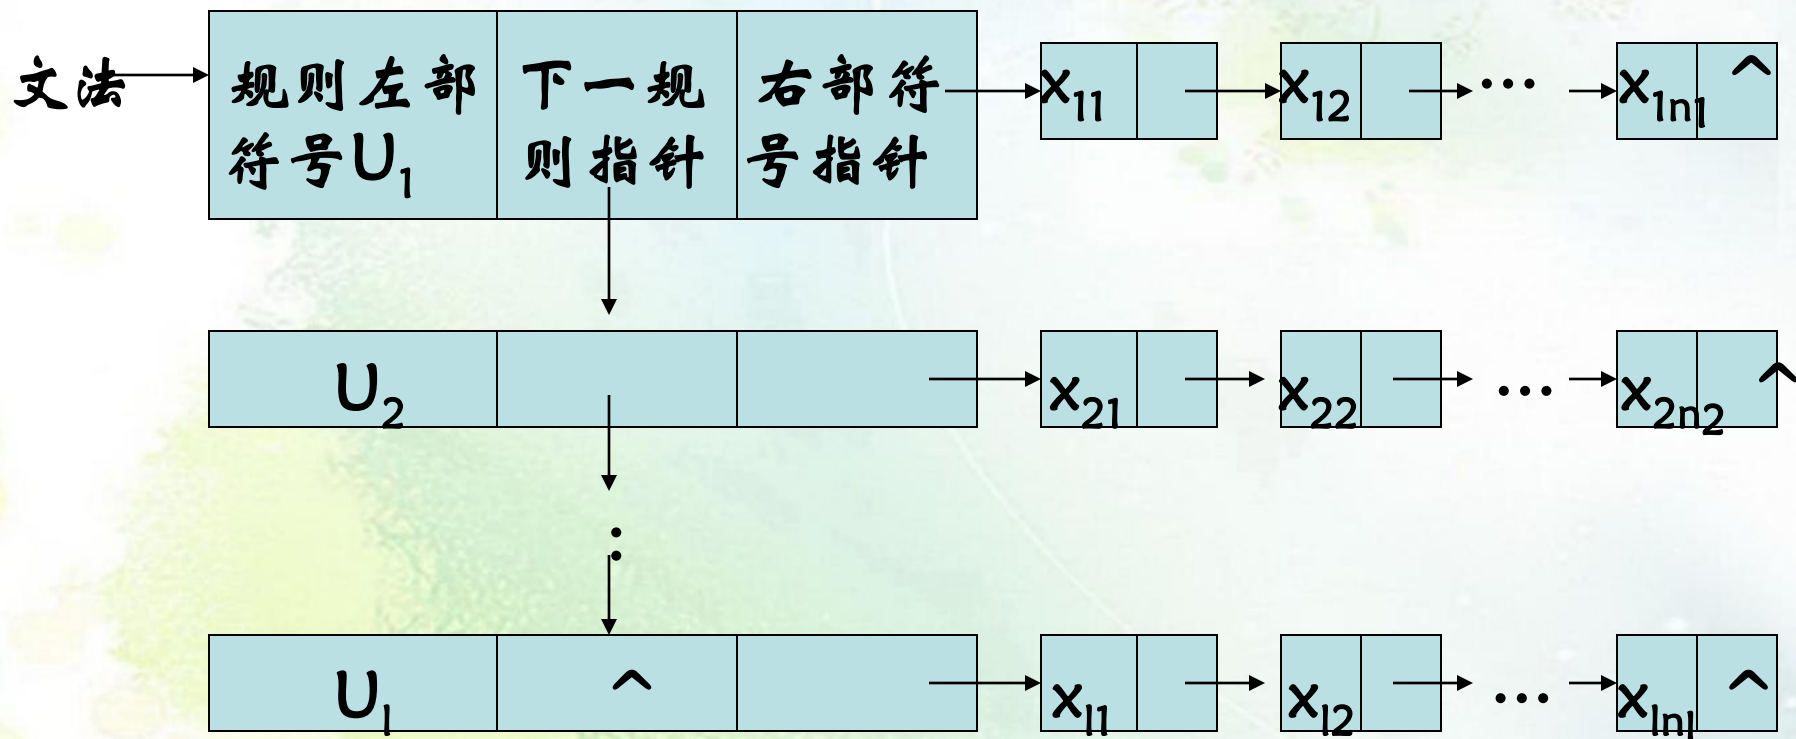 文法
规则左部符号U₁
下一规则指针
右部符号指针
x₁₁
x₁₂
...
x₁ₙ₁
^
U₂
x₂₁
x₂₂
...
x₂ₙ₂
^
:
Uₗ
^
xₗ₁
xₗ₂
...
xₗₙₗ
^